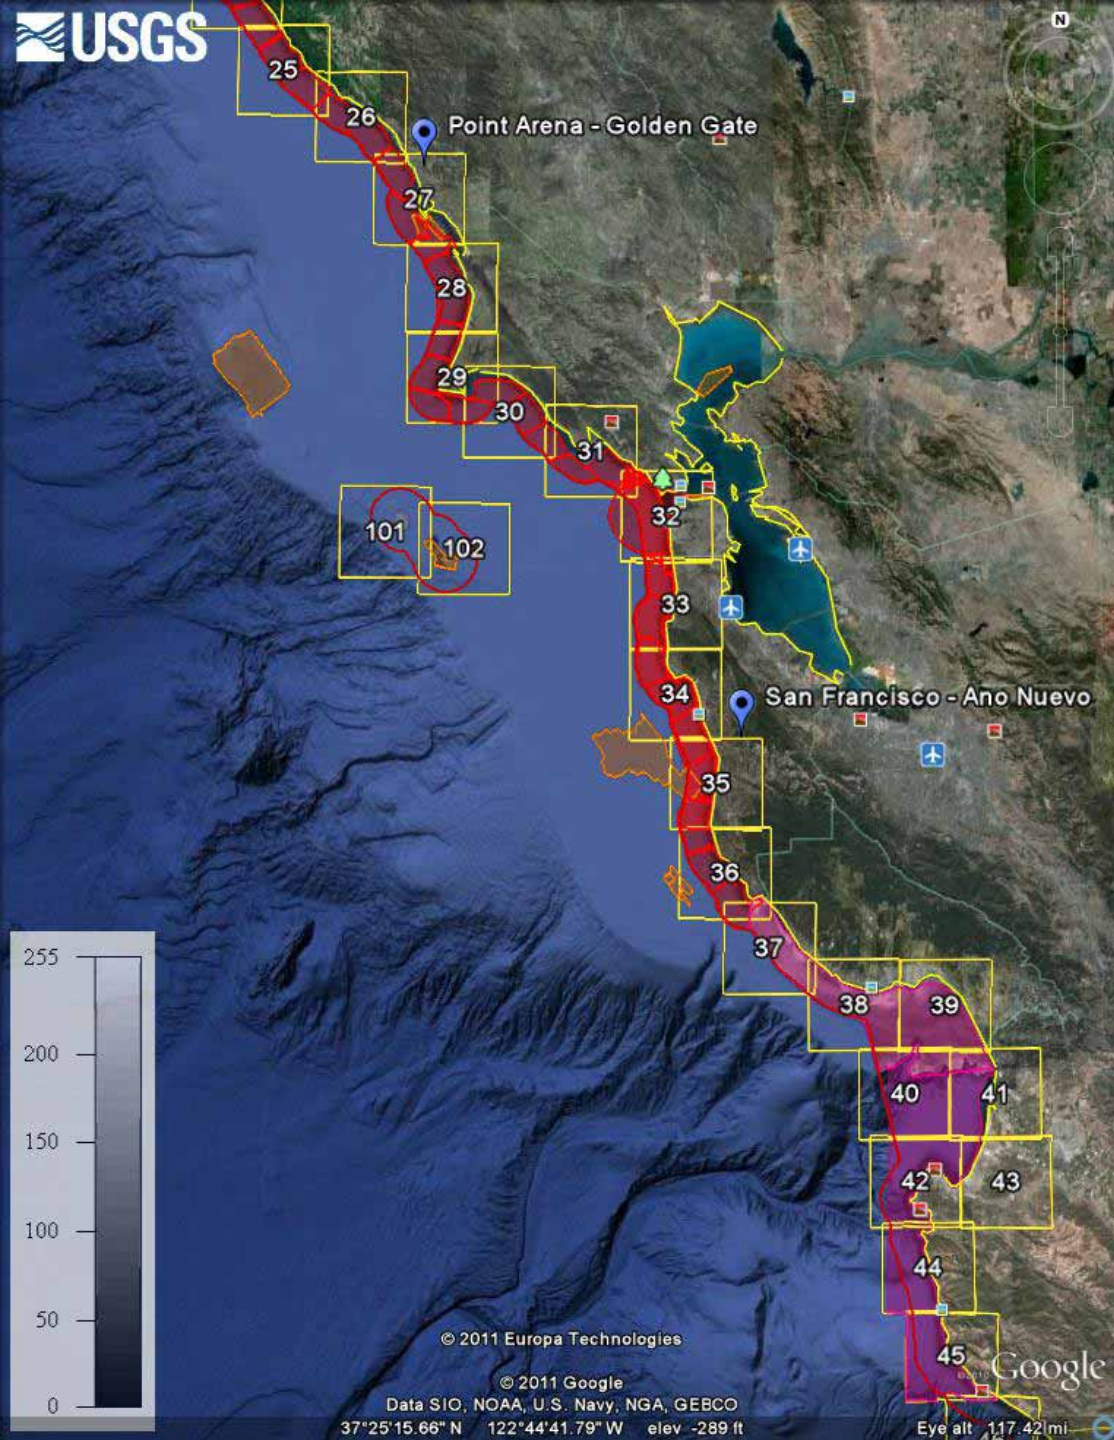 USGS
N
25
26
Point Arena - Golden Gate
27
28
29
30
31
32
101
102
33
34
San Francisco - Ano Nuevo
35
36
37
255
200
150
100
50
0
38
39
40
41
42
43
44
45
© 2011 Europa Technologies
Google
© 2011 Google
Data SIO, NOAA, U.S. Navy, NGA, GEBCO
37°25'15.66" N 122°44'41.79" W elev -289 ft
Eye alt 117.42 mi